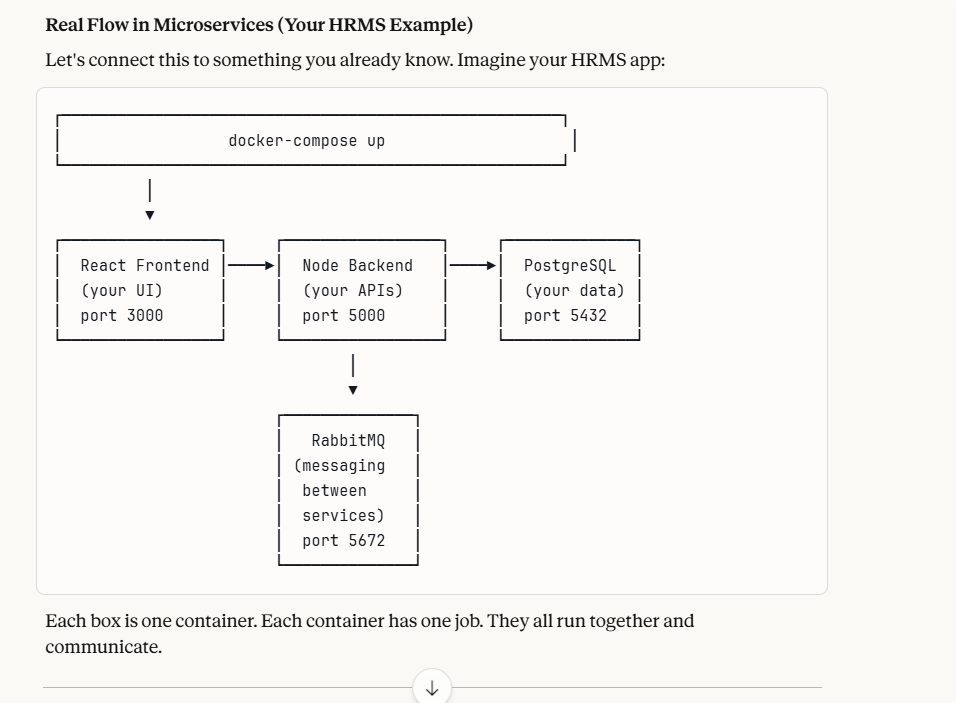 Real Flow in Microservices (Your HRMS Example)
Let's connect this to something you already know. Imagine your HRMS app:
docker-compose up
React Frontend
(your UI)
port 3000
Node Backend
(your APIs)
port 5000
PostgreSQL
(your data)
port 5432
RabbitMQ
(messaging
between
services)
port 5672
Each box is one container. Each container has one job. They all run together and
communicate.